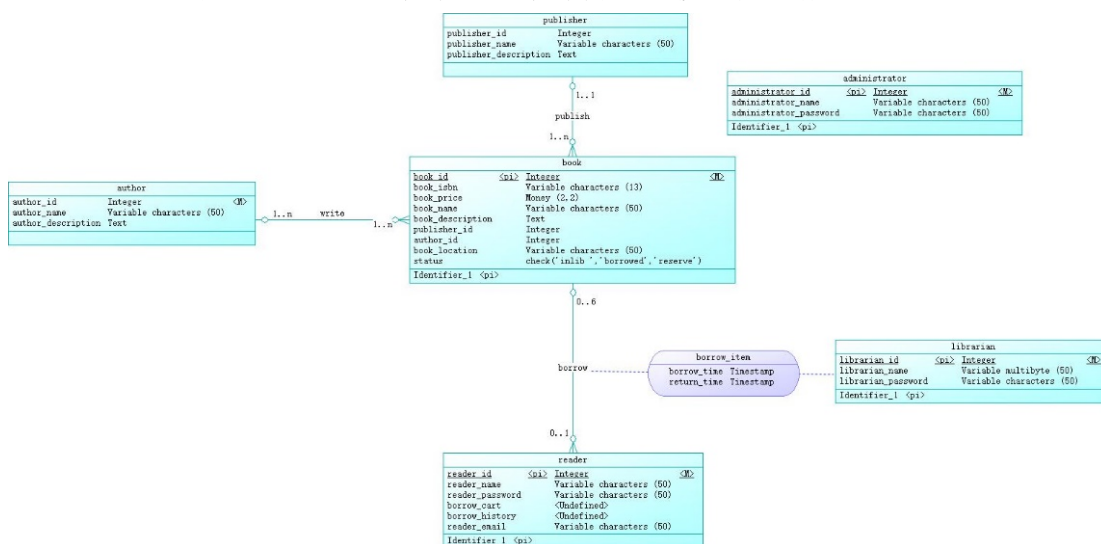 publisher
publisher_id Integer
publisher_name Variable characters (50)
publisher_description Text
administrator
administrator_id <pi> Integer <M>
administrator_name Variable characters (50)
administrator_password Variable characters (50)
Identifier_1 <pi>
1..1
publish
1..n
book
book_id <pi> Integer <M>
book_isbn Variable characters (13)
book_price Money (2,2)
book_name Variable characters (50)
book_description Text
publisher_id Integer
author_id Integer
book_location Variable characters (50)
status check('inlib ','borrowed','reserve')
Identifier_1 <pi>
author
author_id Integer <M>
author_name Variable characters (50)
author_description Text
1..n
write
1..n
0..6
borrow
borrow_item
borrow_time Timestamp
return_time Timestamp
librarian
librarian_id <pi> Integer <M>
librarian_name Variable multibyte (50)
librarian_password Variable characters (50)
Identifier_1 <pi>
0..1
reader
reader_id <pi> Integer <M>
reader_name Variable characters (50)
reader_password Variable characters (50)
borrow_cart <Undefined>
borrow_history <Undefined>
reader_email Variable characters (50)
Identifier_1 <pi>